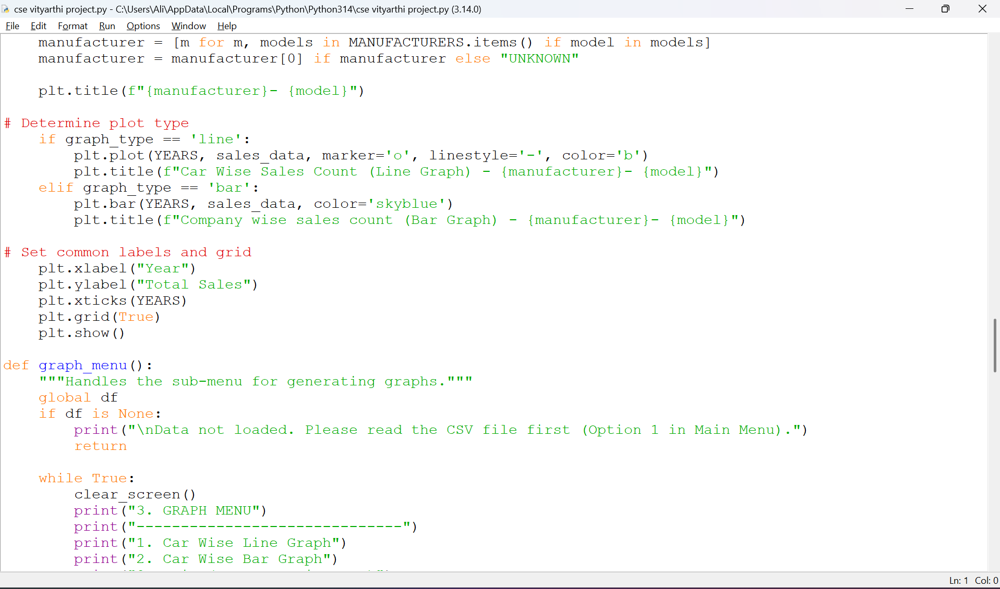 cse vityarthi project.py - C:\Users\Ali\AppData\Local\Programs\Python\Python314\cse vityarthi project.py (3.14.0)
File Edit Format Run Options Window Help
    manufacturer = [m for m, models in MANUFACTURERS.items() if model in models]
    manufacturer = manufacturer[0] if manufacturer else "UNKNOWN"

    plt.title(f"{manufacturer}- {model}")

# Determine plot type
    if graph_type == 'line':
        plt.plot(YEARS, sales_data, marker='o', linestyle='-', color='b')
        plt.title(f"Car Wise Sales Count (Line Graph) - {manufacturer}- {model}")
    elif graph_type == 'bar':
        plt.bar(YEARS, sales_data, color='skyblue')
        plt.title(f"Company wise sales count (Bar Graph) - {manufacturer}- {model}")

# Set common labels and grid
    plt.xlabel("Year")
    plt.ylabel("Total Sales")
    plt.xticks(YEARS)
    plt.grid(True)
    plt.show()

def graph_menu():
    """Handles the sub-menu for generating graphs."""
    global df
    if df is None:
        print("\nData not loaded. Please read the CSV file first (Option 1 in Main Menu).")
        return

    while True:
        clear_screen()
        print("3. GRAPH MENU")
        print("------------------------------")
        print("1. Car Wise Line Graph")
        print("2. Car Wise Bar Graph")
Ln: 1 Col: 0